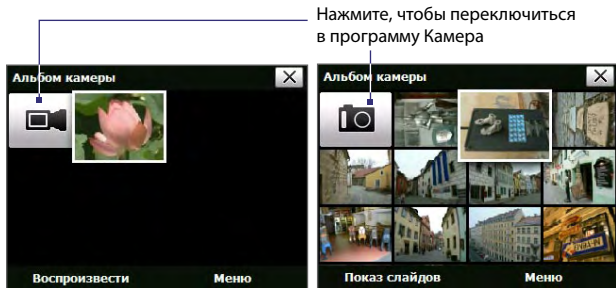 Нажмите, чтобы переключиться
в программу Камера
Альбом камеры
Воспроизвести Меню
Альбом камеры
Показ слайдов Меню